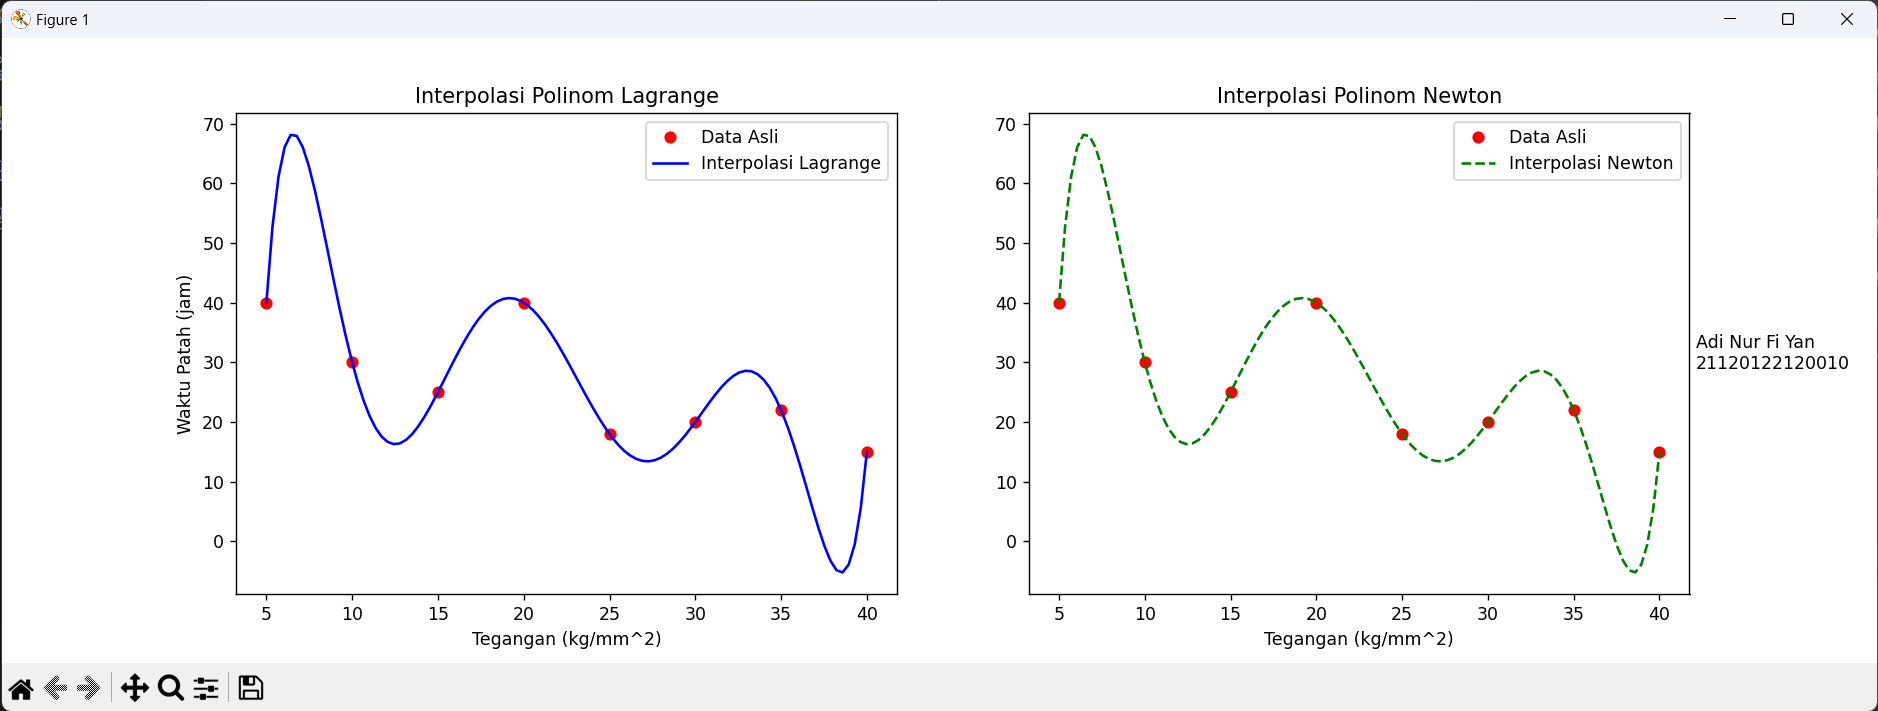 Figure 1
Interpolasi Polinom Lagrange
70
60
50
40
30
20
10
0
Waktu Patah (jam)
Data Asli
Interpolasi Lagrange
5 10 15 20 25 30 35 40
Tegangan (kg/mm^2)
Interpolasi Polinom Newton
70
60
50
40
30
20
10
0
Data Asli
Interpolasi Newton
5 10 15 20 25 30 35 40
Tegangan (kg/mm^2)
Adi Nur Fi Yan
21120122120010